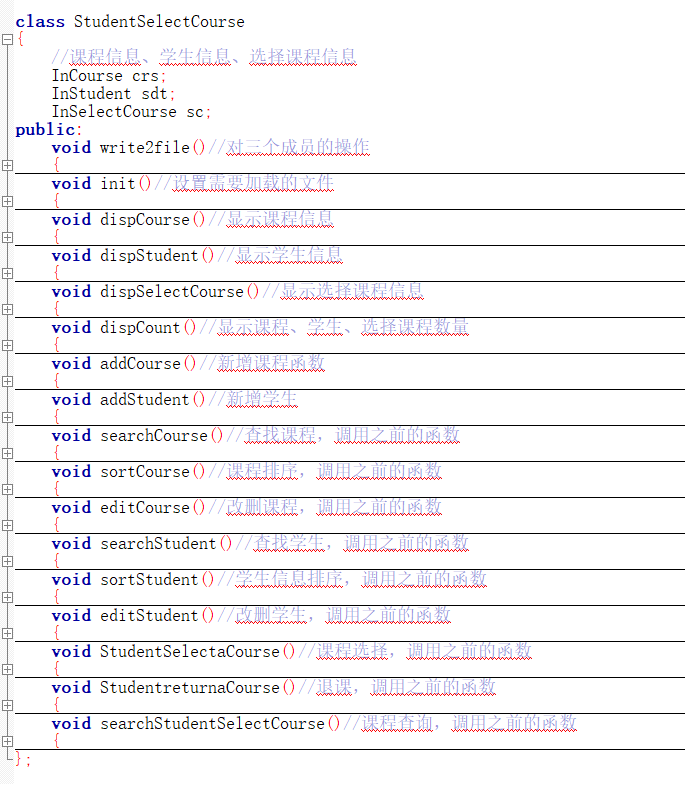 class StudentSelectCourse
{
//课程信息、学生信息、选择课程信息
InCourse crs;
InStudent sdt;
InSelectCourse sc;
public:
void write2file()//对三个成员的操作
{
void init()//设置需要加载的文件
{
void dispCourse()//显示课程信息
{
void dispStudent()//显示学生信息
{
void dispSelectCourse()//显示选择课程信息
{
void dispCount()//显示课程、学生、选择课程数量
{
void addCourse()//新增课程函数
{
void addStudent()//新增学生
{
void searchCourse()//查找课程，调用之前的函数
{
void sortCourse()//课程排序，调用之前的函数
{
void editCourse()//改删课程，调用之前的函数
{
void searchStudent()//查找学生，调用之前的函数
{
void sortStudent()//学生信息排序，调用之前的函数
{
void editStudent()//改删学生，调用之前的函数
{
void StudentSelectaCourse()//课程选择，调用之前的函数
{
void StudentreturnaCourse()//退课，调用之前的函数
{
void searchStudentSelectCourse()//课程查询，调用之前的函数
{
};